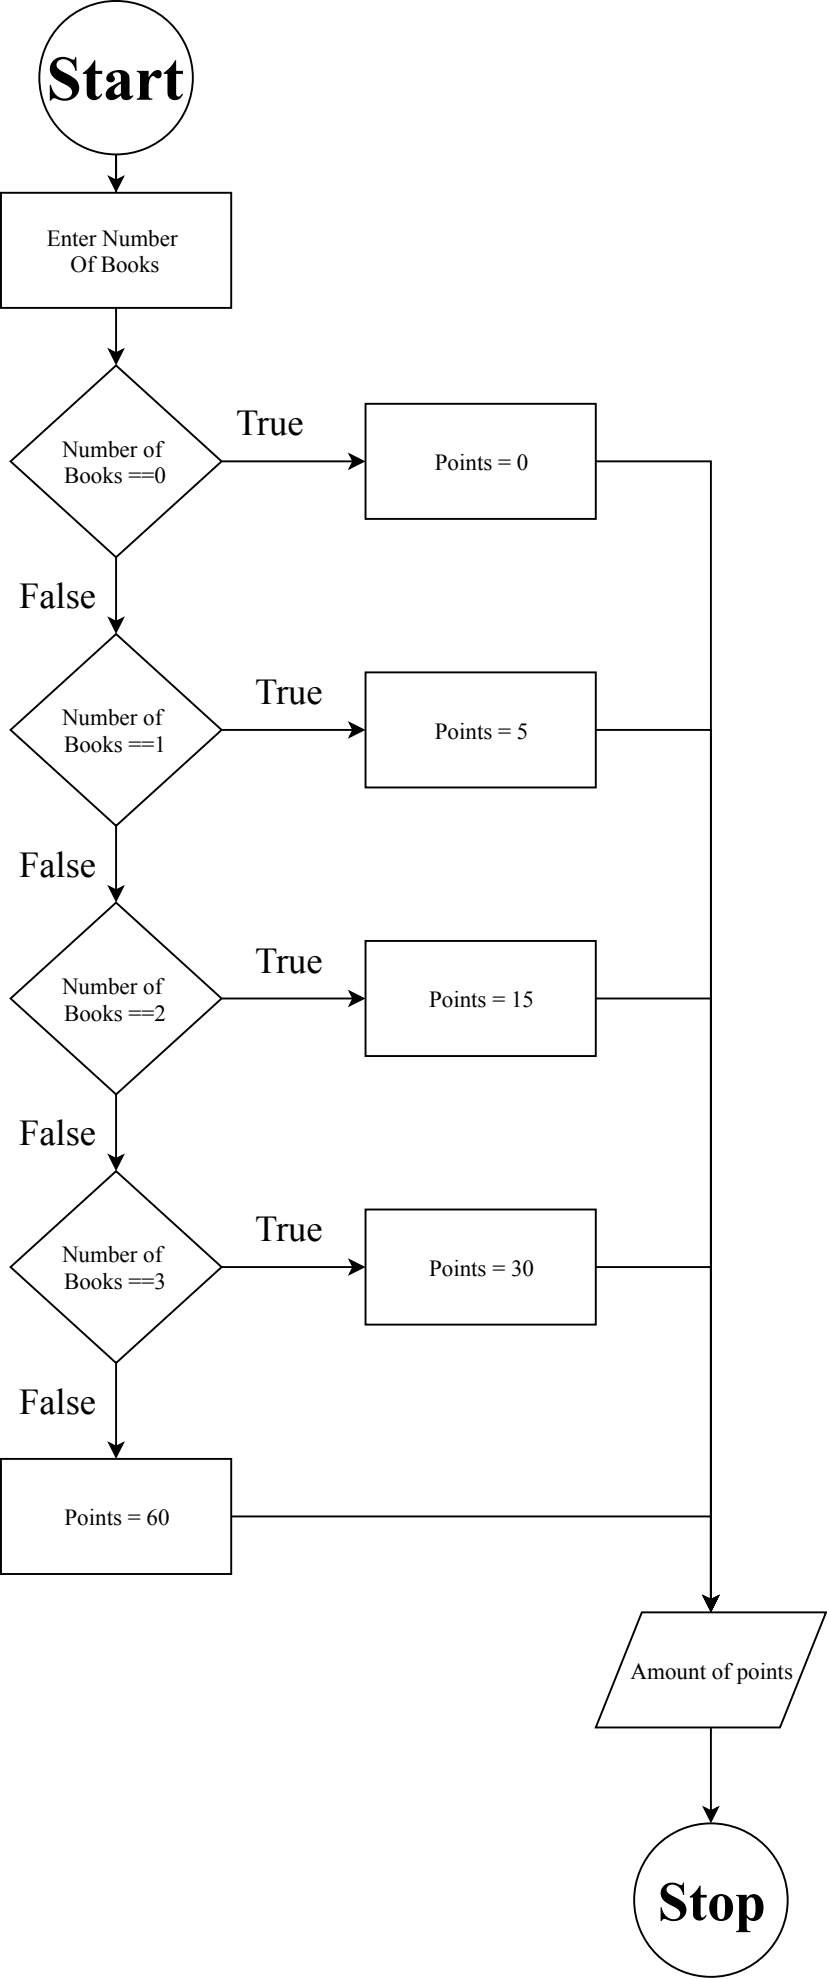 Start
Enter Number
Of Books
Number of
Books ==0
True
Points = 0
False
Number of
Books ==1
True
Points = 5
False
Number of
Books ==2
True
Points = 15
False
Number of
Books ==3
True
Points = 30
False
Points = 60
Amount of points
Stop